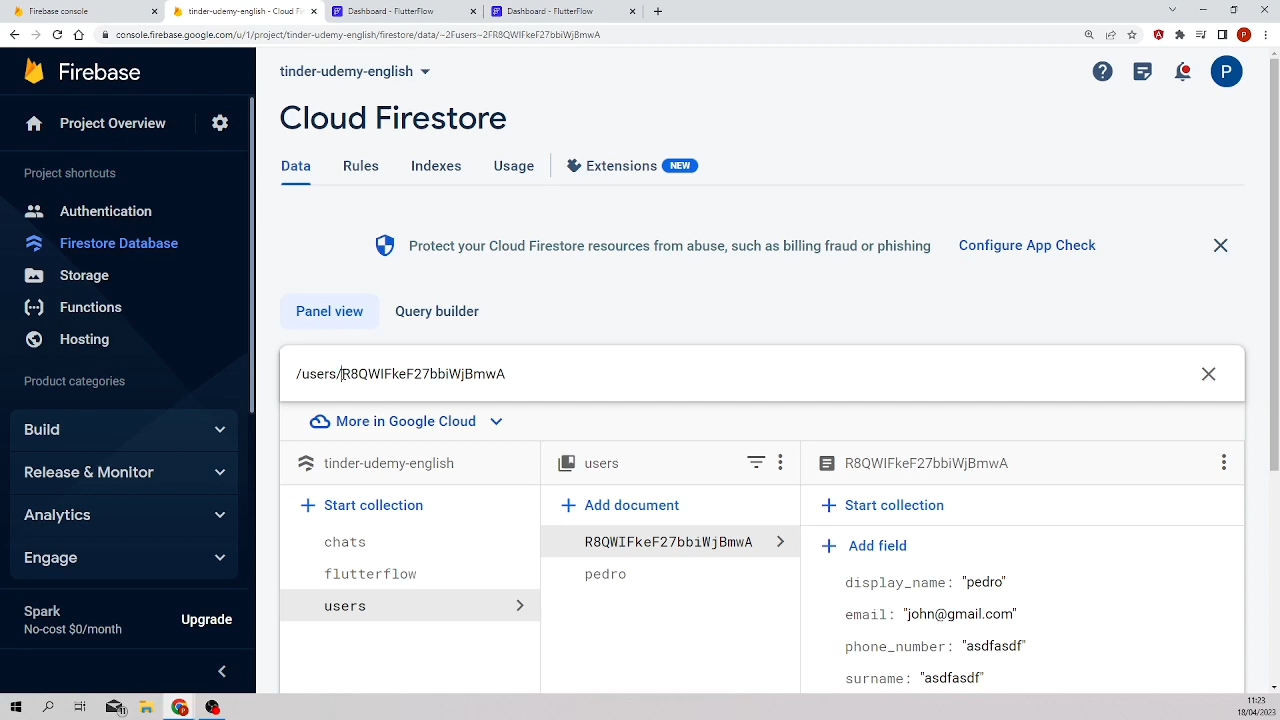 Firebase console
tinder-udemy-english - Cloud Fi
Dashboard - FlutterFlow
Dashboard - FlutterFlow
console.firebase.google.com/u/1/project/tinder-udemy-english/firestore/data/~2Fusers~2FR8QWIFkeF27bbiWjBmwA
P
Firebase
tinder-udemy-english
P
Cloud Firestore
Project Overview
Data
Rules
Indexes
Usage
Extensions
NEW
Project shortcuts
Authentication
Firestore Database
Storage
Functions
Hosting
Product categories
Build
Release & Monitor
Analytics
Engage
Spark
No-cost $0/month
Upgrade
Protect your Cloud Firestore resources from abuse, such as billing fraud or phishing
Configure App Check
Panel view
Query builder
/users/R8QWIFkeF27bbiWjBmwA
More in Google Cloud
tinder-udemy-english
users
R8QWIFkeF27bbiWjBmwA
Start collection
Add document
Start collection
chats
R8QWIFkeF27bbiWjBmwA
Add field
flutterflow
pedro
display_name: "pedro"
users
email: "john@gmail.com"
phone_number: "asdfasdf"
surname: "asdfasdf"
11:23
18/04/2023